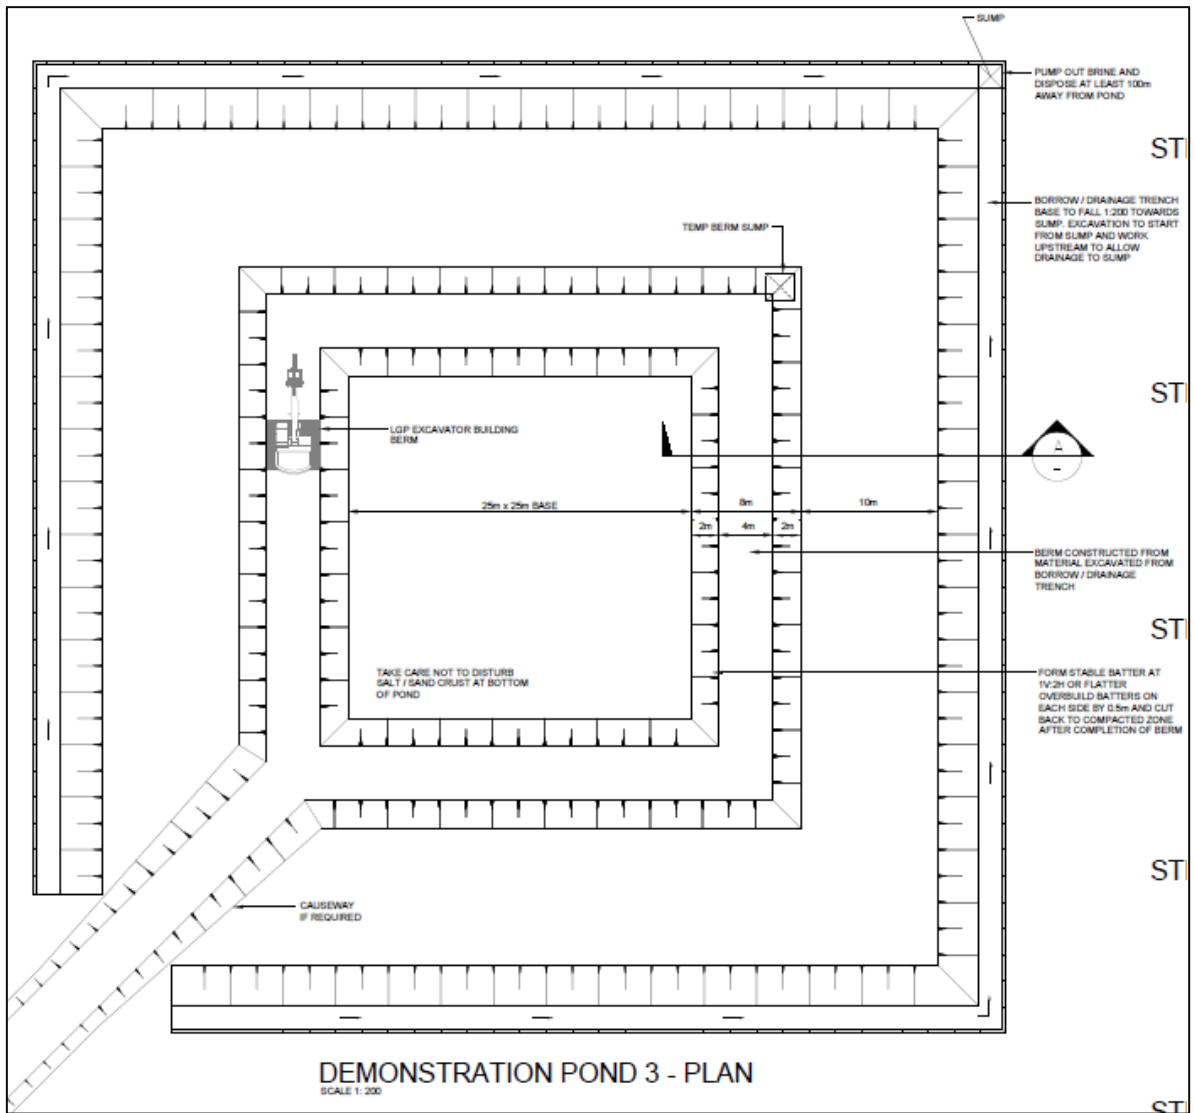 SUMP
PUMP OUT BRINE AND
DISPOSE AT LEAST 100m
AWAY FROM POND
STI
BORROW / DRAINAGE TRENCH
BASE TO FALL 1:200 TOWARDS
SUMP. EXCAVATION TO START
FROM SUMP AND WORK
UPSTREAM TO ALLOW
DRAINAGE TO SUMP
TEMP BERM SUMP
STI
LGP EXCAVATOR BUILDING
BERM
A
-
25m x 25m BASE
8m
10m
2m
4m
2m
BERM CONSTRUCTED FROM
MATERIAL EXCAVATED FROM
BORROW / DRAINAGE
TRENCH
STI
TAKE CARE NOT TO DISTURB
SALT / SAND CRUST AT BOTTOM
OF POND
FORM STABLE BATTER AT
1V:2H OR FLATTER
OVERBUILD BATTERS ON
EACH SIDE BY 0.5m AND CUT
BACK TO COMPACTED ZONE
AFTER COMPLETION OF BERM
STI
CAUSEWAY
IF REQUIRED
DEMONSTRATION POND 3 - PLAN
SCALE 1: 200
STI